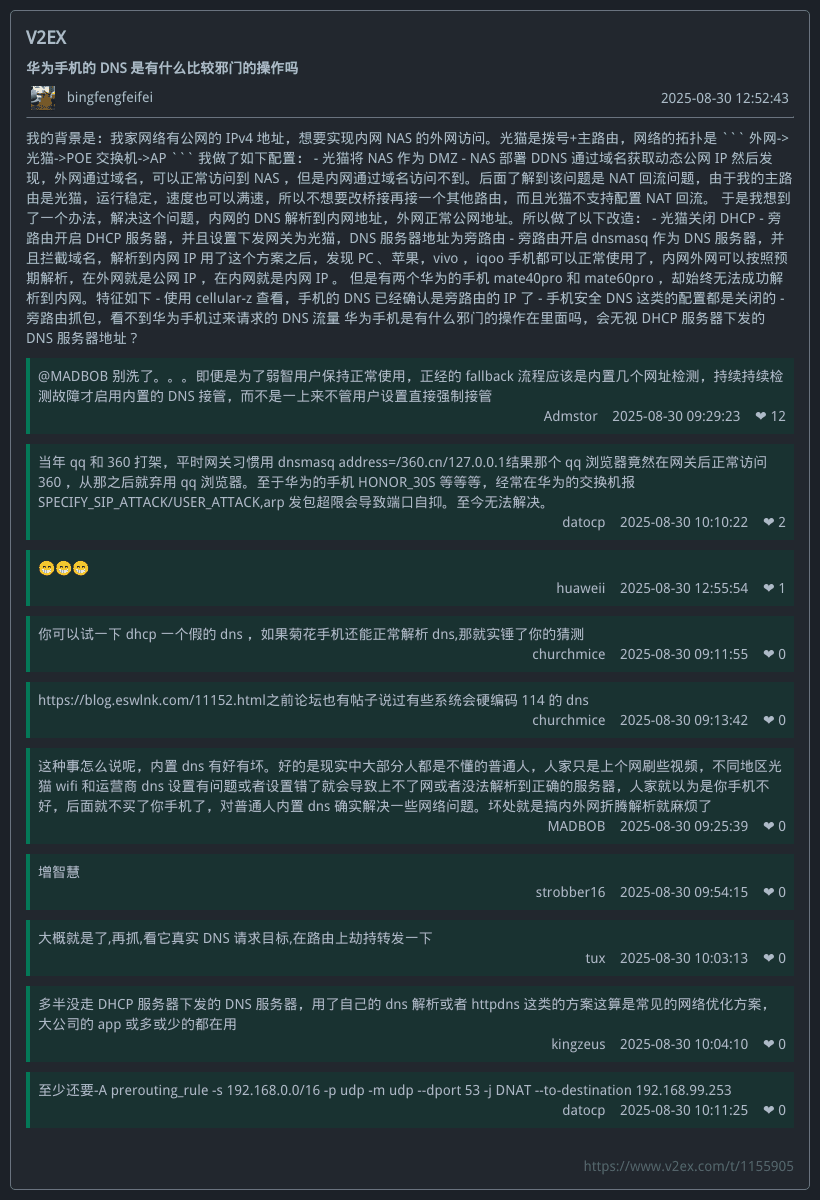 V2EX
华为手机的 DNS 是有什么比较邪门的操作吗
bingfengfeifei 2025-08-30 12:52:43
我的背景是：我家网络有公网的 IPv4 地址，想要实现内网 NAS 的外网访问。光猫是拨号+主路由，网络的拓扑是 ``` 外网->
光猫->POE 交换机->AP ``` 我做了如下配置： - 光猫将 NAS 作为 DMZ - NAS 部署 DDNS 通过域名获取动态公网 IP 然后发
现，外网通过域名，可以正常访问到 NAS ，但是内网通过域名访问不到。后面了解到该问题是 NAT 回流问题，由于我的主路
由是光猫，运行稳定，速度也可以满速，所以不想要改桥接再接一个其他路由，而且光猫不支持配置 NAT 回流。 于是我想到
了一个办法，解决这个问题，内网的 DNS 解析到内网地址，外网正常公网地址。所以做了以下改造： - 光猫关闭 DHCP - 旁
路由开启 DHCP 服务器，并且设置下发网关为光猫，DNS 服务器地址为旁路由 - 旁路由开启 dnsmasq 作为 DNS 服务器，并
且拦截域名，解析到内网 IP 用了这个方案之后，发现 PC 、苹果，vivo ，iqoo 手机都可以正常使用了，内网外网可以按照预
期解析，在外网就是公网 IP ，在内网就是内网 IP 。 但是有两个华为的手机 mate40pro 和 mate60pro ，却始终无法成功解
析到内网。特征如下 - 使用 cellular-z 查看，手机的 DNS 已经确认是旁路由的 IP 了 - 手机安全 DNS 这类的配置都是关闭的 -
旁路由抓包，看不到华为手机过来请求的 DNS 流量 华为手机是有什么邪门的操作在里面吗，会无视 DHCP 服务器下发的
DNS 服务器地址？
@MADBOB 别洗了。。。即便是为了弱智用户保持正常使用，正经的 fallback 流程应该是内置几个网址检测，持续持续检
测故障才启用内置的 DNS 接管，而不是一上来不管用户设置直接强制接管
Admstor 2025-08-30 09:29:23 ❤ 12
当年 qq 和 360 打架，平时网关习惯用 dnsmasq address=/360.cn/127.0.0.1结果那个 qq 浏览器竟然在网关后正常访问
360 ，从那之后就弃用 qq 浏览器。至于华为的手机 HONOR_30S 等等等，经常在华为的交换机报
SPECIFY_SIP_ATTACK/USER_ATTACK,arp 发包超限会导致端口自抑。至今无法解决。
datocp 2025-08-30 10:10:22 ❤ 2
😁😁😁
huaweii 2025-08-30 12:55:54 ❤ 1
你可以试一下 dhcp 一个假的 dns ，如果菊花手机还能正常解析 dns,那就实锤了你的猜测
churchmice 2025-08-30 09:11:55 ❤ 0
https://blog.eswlnk.com/11152.html之前论坛也有帖子说过有些系统会硬编码 114 的 dns
churchmice 2025-08-30 09:13:42 ❤ 0
这种事怎么说呢，内置 dns 有好有坏。好的是现实中大部分人都是不懂的普通人，人家只是上个网刷些视频，不同地区光
猫 wifi 和运营商 dns 设置有问题或者设置错了就会导致上不了网或者没法解析到正确的服务器，人家就以为是你手机不
好，后面就不买了你手机了，对普通人内置 dns 确实解决一些网络问题。坏处就是搞内外网折腾解析就麻烦了
MADBOB 2025-08-30 09:25:39 ❤ 0
增智慧
strobber16 2025-08-30 09:54:15 ❤ 0
大概就是了,再抓,看它真实 DNS 请求目标,在路由上劫持转发一下
tux 2025-08-30 10:03:13 ❤ 0
多半没走 DHCP 服务器下发的 DNS 服务器，用了自己的 dns 解析或者 httpdns 这类的方案这算是常见的网络优化方案，
大公司的 app 或多或少的都在用
kingzeus 2025-08-30 10:04:10 ❤ 0
至少还要-A prerouting_rule -s 192.168.0.0/16 -p udp -m udp --dport 53 -j DNAT --to-destination 192.168.99.253
datocp 2025-08-30 10:11:25 ❤ 0
https://www.v2ex.com/t/1155905